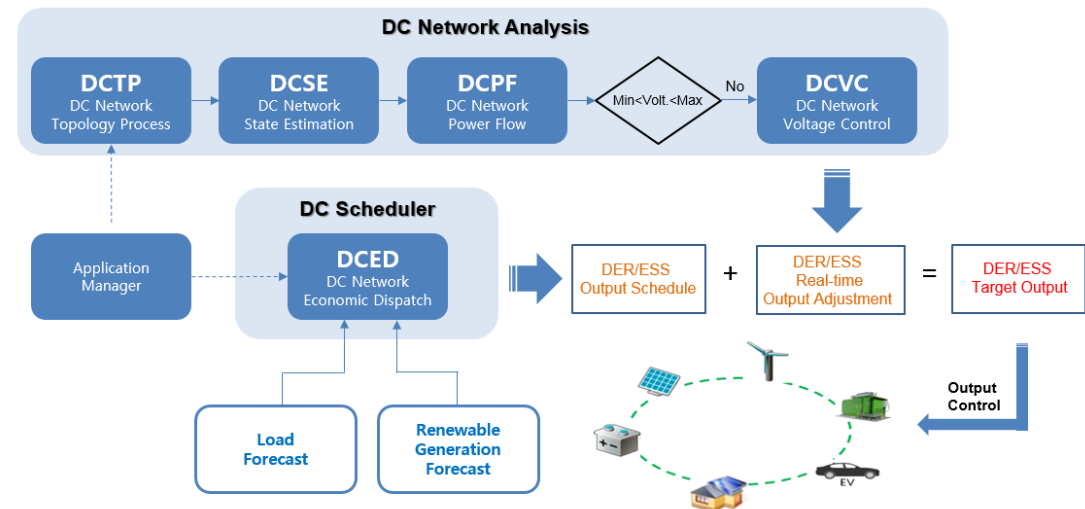 DC Network Analysis
DCTP
DC Network
Topology Process
DCSE
DC Network
State Estimation
DCPF
DC Network
Power Flow
Min<Volt.<Max
No
DCVC
DC Network
Voltage Control
DC Scheduler
Application
Manager
DCED
DC Network
Economic Dispatch
DER/ESS
Output Schedule
+
DER/ESS
Real-time
Output Adjustment
=
DER/ESS
Target Output
Load
Forecast
Renewable
Generation
Forecast
Output
Control
EV